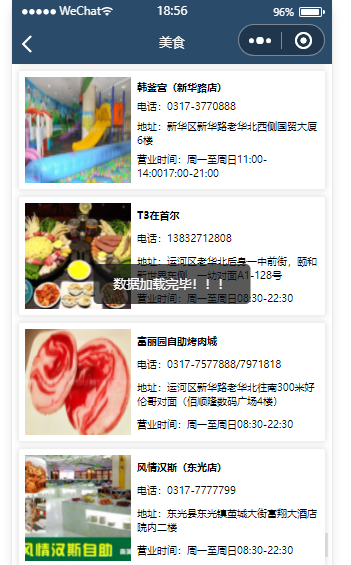 WeChat 18:56 96%
美食
韩釜宫（新华路店）
电话：0317-3770888
地址：新华区新华路老华北西侧国贸大厦
6楼
营业时间：周一至周日11:00-
14:0017:00-21:00
T3在首尔
电话：13832712808
地址：运河区老华北后身一中前街，颐和
新世界东侧，一幼对面A1-128号
数据加载完毕！！！
营业时间：周一至周日08:30-22:30
富丽园自助烤肉城
电话：0317-7577888/7971818
地址：运河区新华路老华北往南300米好
伦哥对面（佰顺隆数码广场4楼）
营业时间：周一至周日08:30-22:30
风情汉斯（东光店）
电话：0317-7777799
地址：东光县东光镇茧城大街富翔大酒店
院内二楼
营业时间：周一至周日08:30-22:30
风情汉斯自助